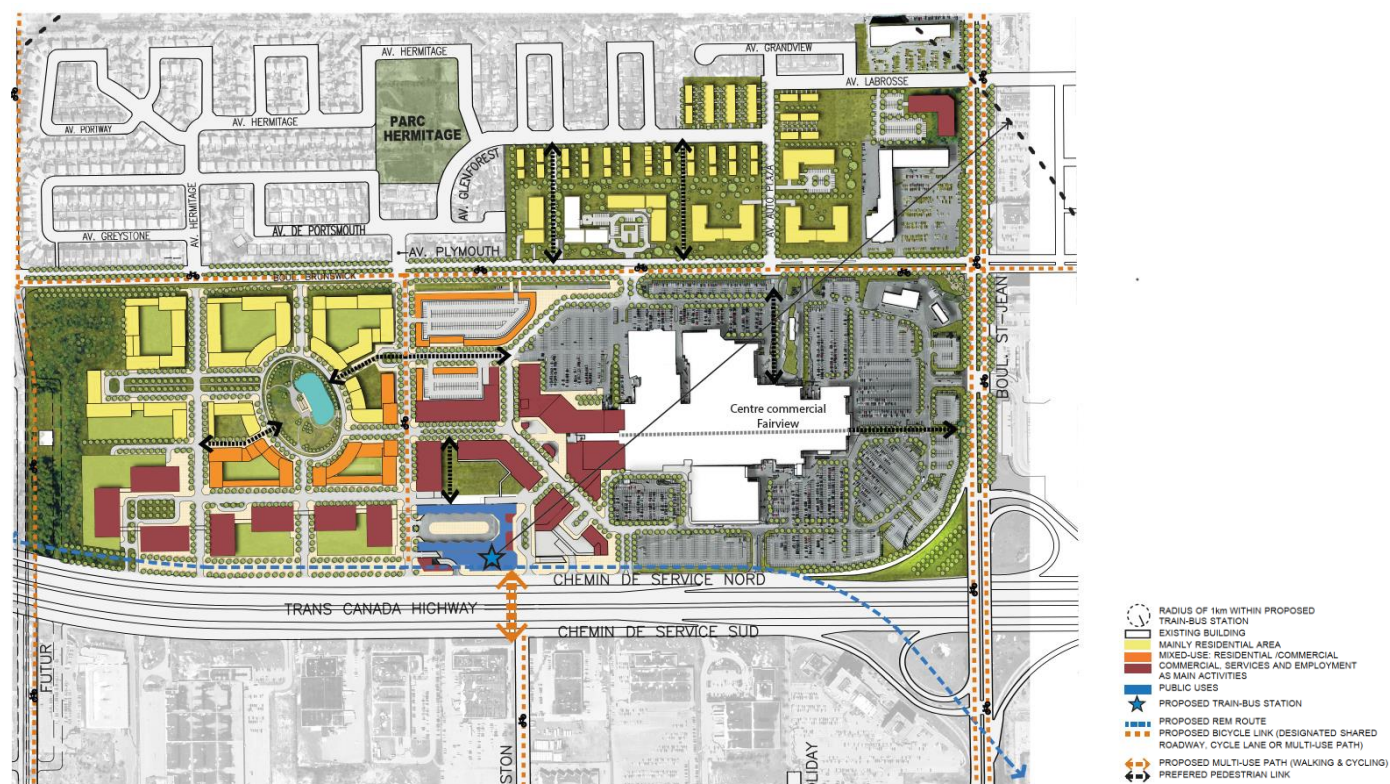 AV. HERMITAGE
AV. GRANDVIEW
AV. LABROSSE
PARC
HERMITAGE
AV. PORTWAY
AV. HERMITAGE
AV. GLENFOREST
AV. HERMITAGE
AV. AUTO PLAZA
AV. GREYSTONE
AV. DE PORTSMOUTH
AV. PLYMOUTH
BOUL. BRUNSWICK
BOUL. ST-JEAN
Centre commercial
Fairview
CHEMIN DE SERVICE NORD
TRANS CANADA HIGHWAY
CHEMIN DE SERVICE SUD
FUTUR
STON
LIDAY
RADIUS OF 1km WITHIN PROPOSED
TRAIN-BUS STATION
EXISTING BUILDING
MAINLY RESIDENTIAL AREA
MIXED-USE: RESIDENTIAL /COMMERCIAL
COMMERCIAL, SERVICES AND EMPLOYMENT
AS MAIN ACTIVITIES
PUBLIC USES
PROPOSED TRAIN-BUS STATION
PROPOSED REM ROUTE
PROPOSED BICYCLE LINK (DESIGNATED SHARED
ROADWAY, CYCLE LANE OR MULTI-USE PATH)
PROPOSED MULTI-USE PATH (WALKING & CYCLING)
PREFERED PEDESTRIAN LINK